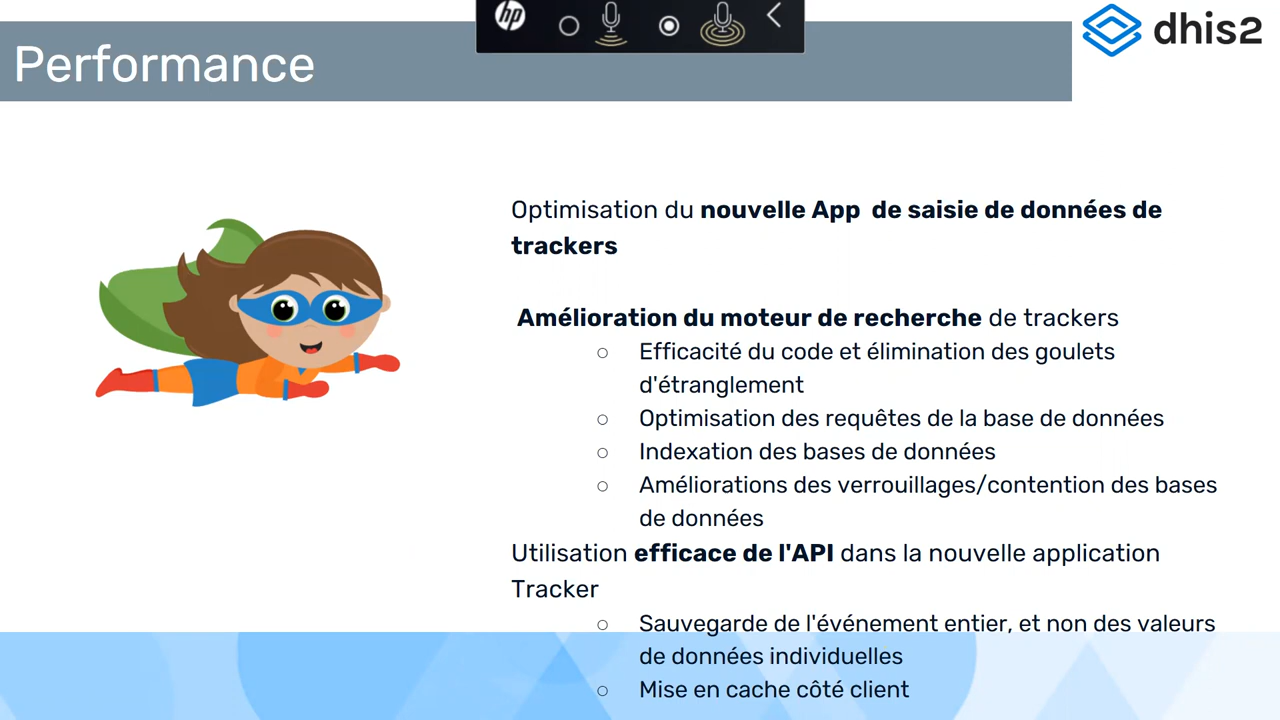 hp
dhis2
Performance
Optimisation du nouvelle App de saisie de données de
trackers
Amélioration du moteur de recherche de trackers
○ Efficacité du code et élimination des goulets
d'étranglement
○ Optimisation des requêtes de la base de données
○ Indexation des bases de données
○ Améliorations des verrouillages/contention des bases
de données
Utilisation efficace de l'API dans la nouvelle application
Tracker
○ Sauvegarde de l'événement entier, et non des valeurs
de données individuelles
○ Mise en cache côté client